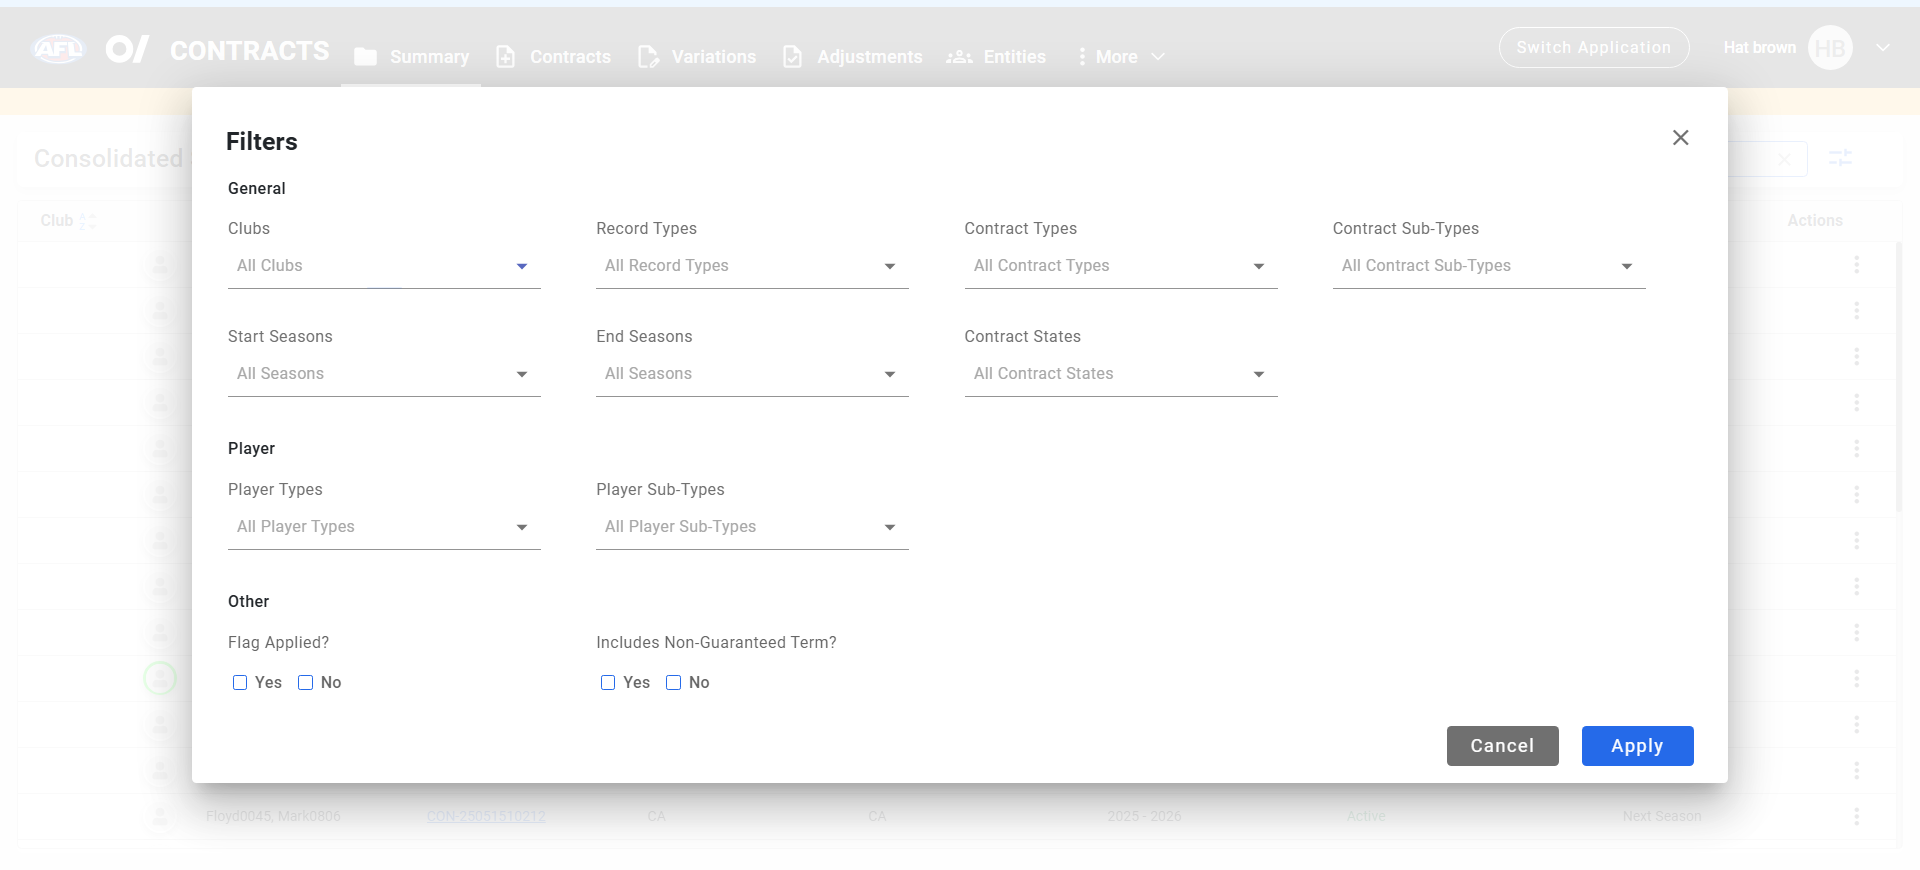 AFL CONTRACTS Summary Contracts Variations Adjustments Entities More Switch Application Hat brown HB
Consolidated
Club Actions
Filters
General
Clubs Record Types Contract Types Contract Sub-Types
All Clubs All Record Types All Contract Types All Contract Sub-Types
Start Seasons End Seasons Contract States
All Seasons All Seasons All Contract States
Player
Player Types Player Sub-Types
All Player Types All Player Sub-Types
Other
Flag Applied? Includes Non-Guaranteed Term?
Yes No Yes No
Cancel Apply
Floyd0045, Mark0806 CON-25051510212 CA CA 2025 - 2026 Active Next Season